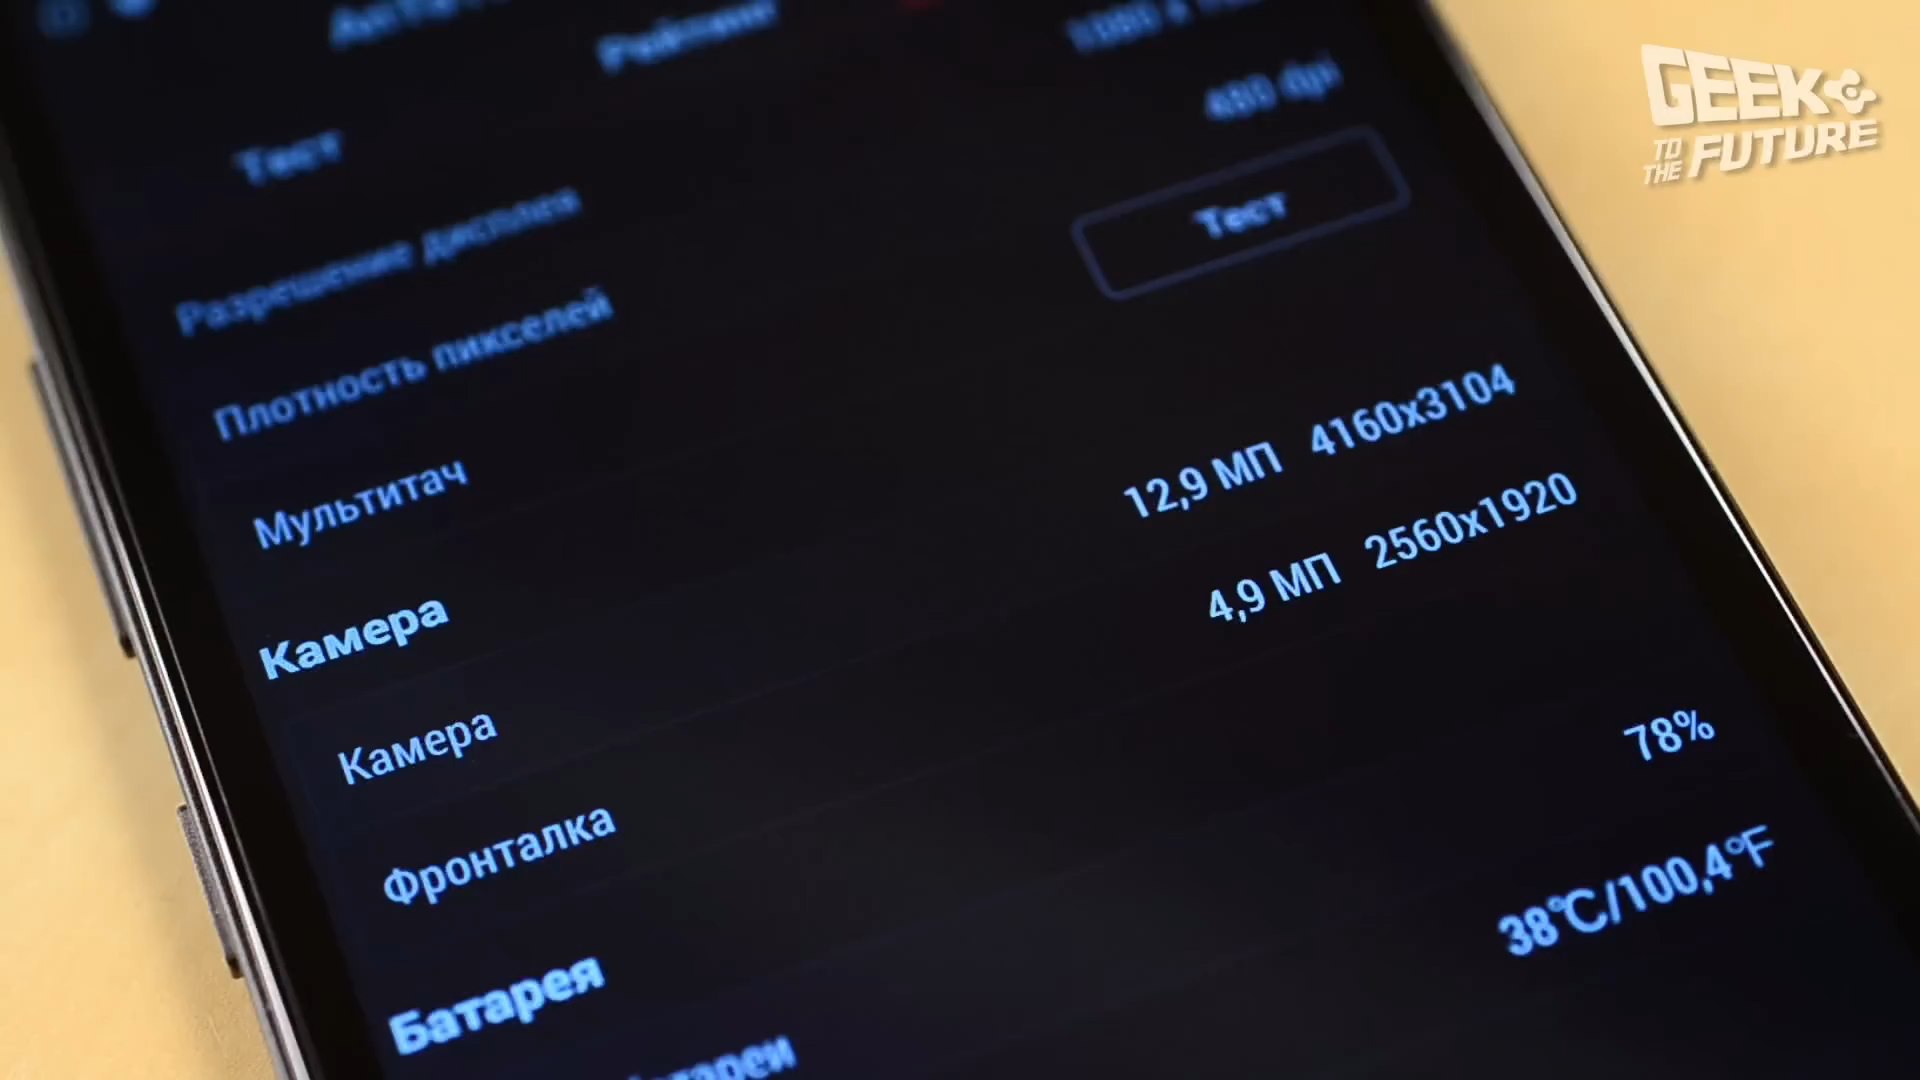 GEEK
TO THE FUTURE
Рейтинг
Тест
Разрешение дисплея
Плотность пикселей 480 dpi
Мультитач Тест
Камера
Камера 12,9 МП 4160x3104
Фронталка 4,9 МП 2560x1920
Батарея
78%
38°C/100,4°F